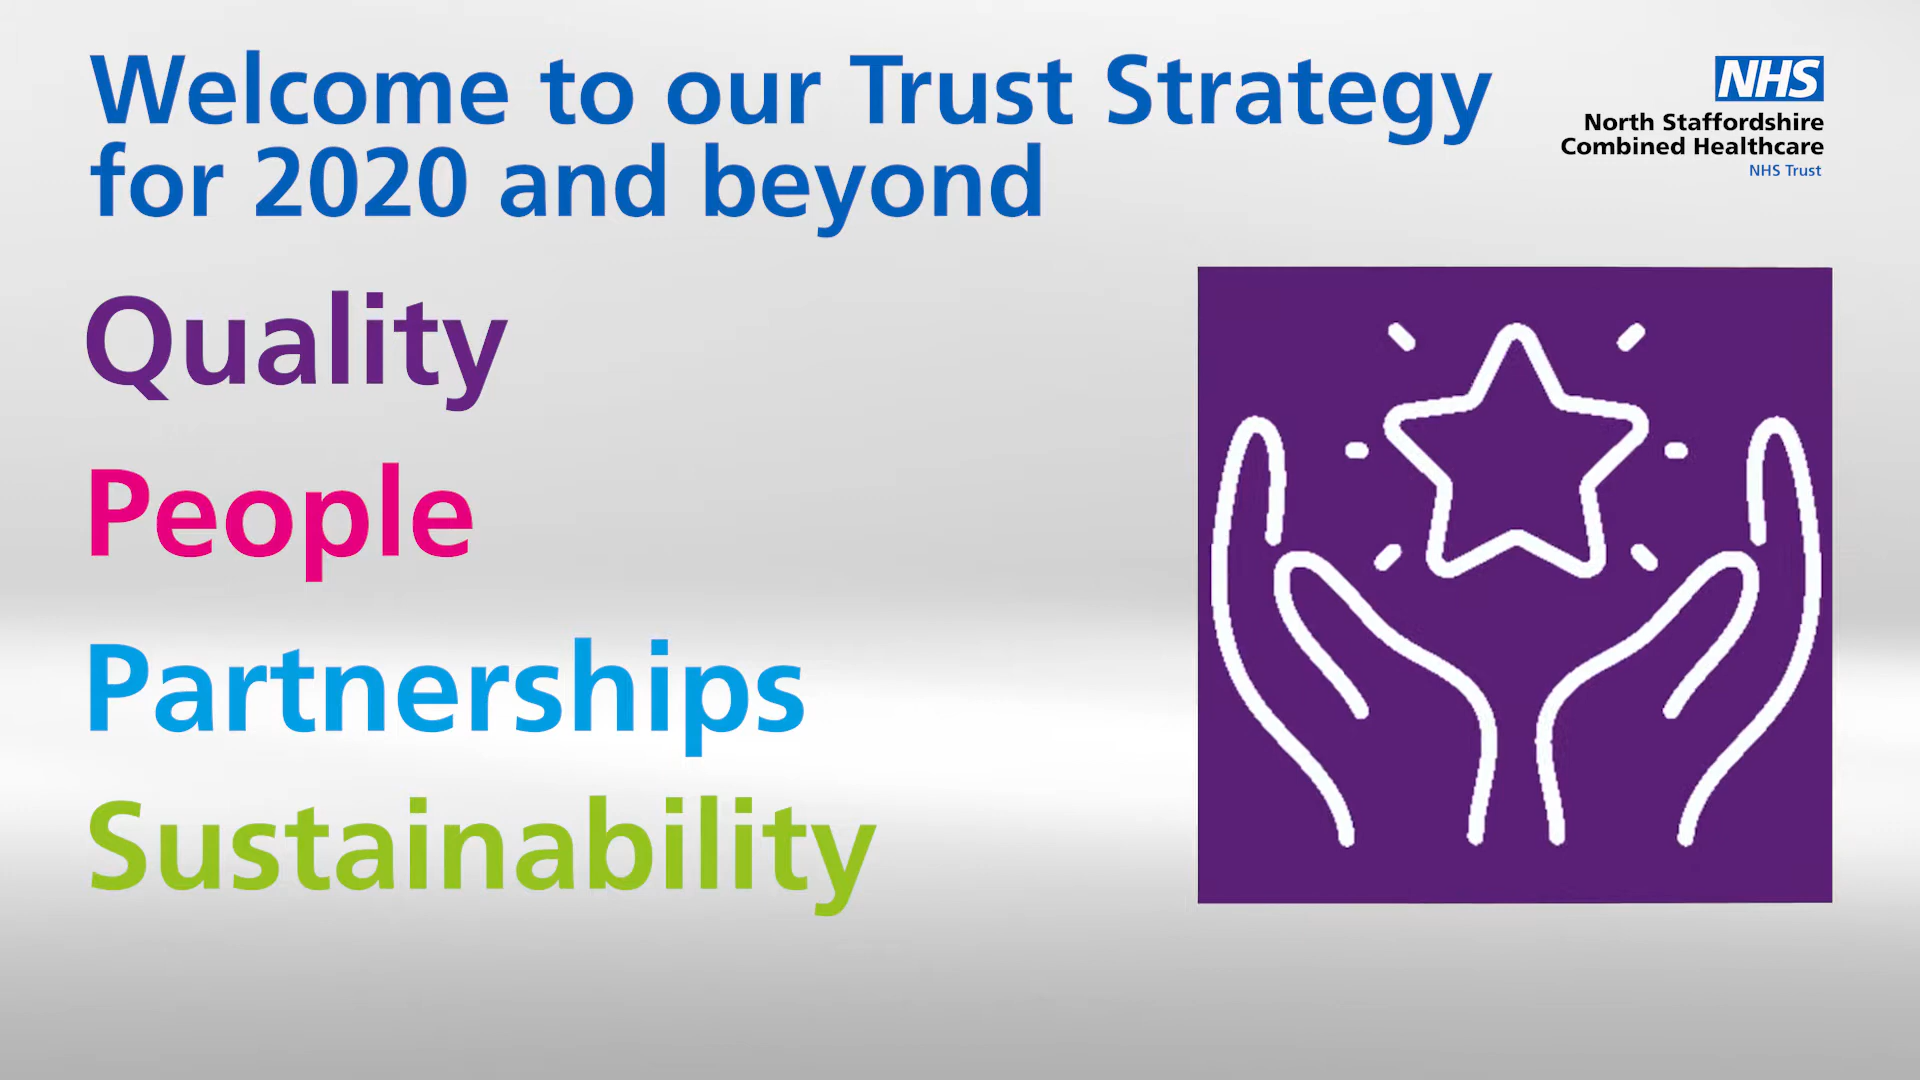 Welcome to our Trust Strategy
for 2020 and beyond
NHS
North Staffordshire
Combined Healthcare
NHS Trust
Quality
People
Partnerships
Sustainability